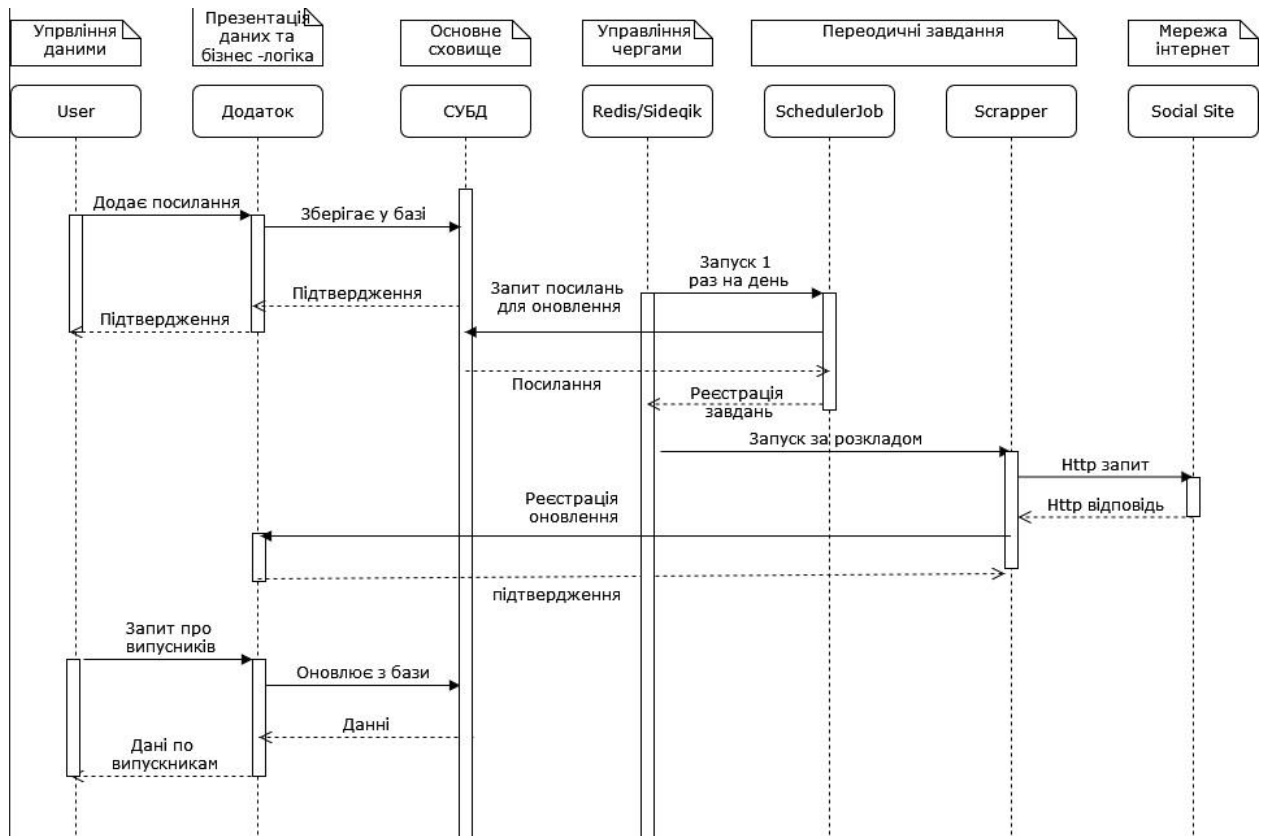 Упрвління
даними
Презентація
даних та
бізнес -логіка
Основне
сховище
Управління
чергами
Переодичні завдання
Мережа
інтернет
User
Додаток
СУБД
Redis/Sideqik
SchedulerJob
Scrapper
Social Site
Додає посилання
Зберігає у базі
Запуск 1
раз на день
Запит посилань
для оновлення
Підтвердження
Підтвердження
Посилання
Реєстрація
завдань
Запуск за розкладом
Http запит
Http відповідь
Реєстрація
оновлення
підтвердження
Запит про
випусників
Оновлює з бази
Данні
Дані по
випускникам